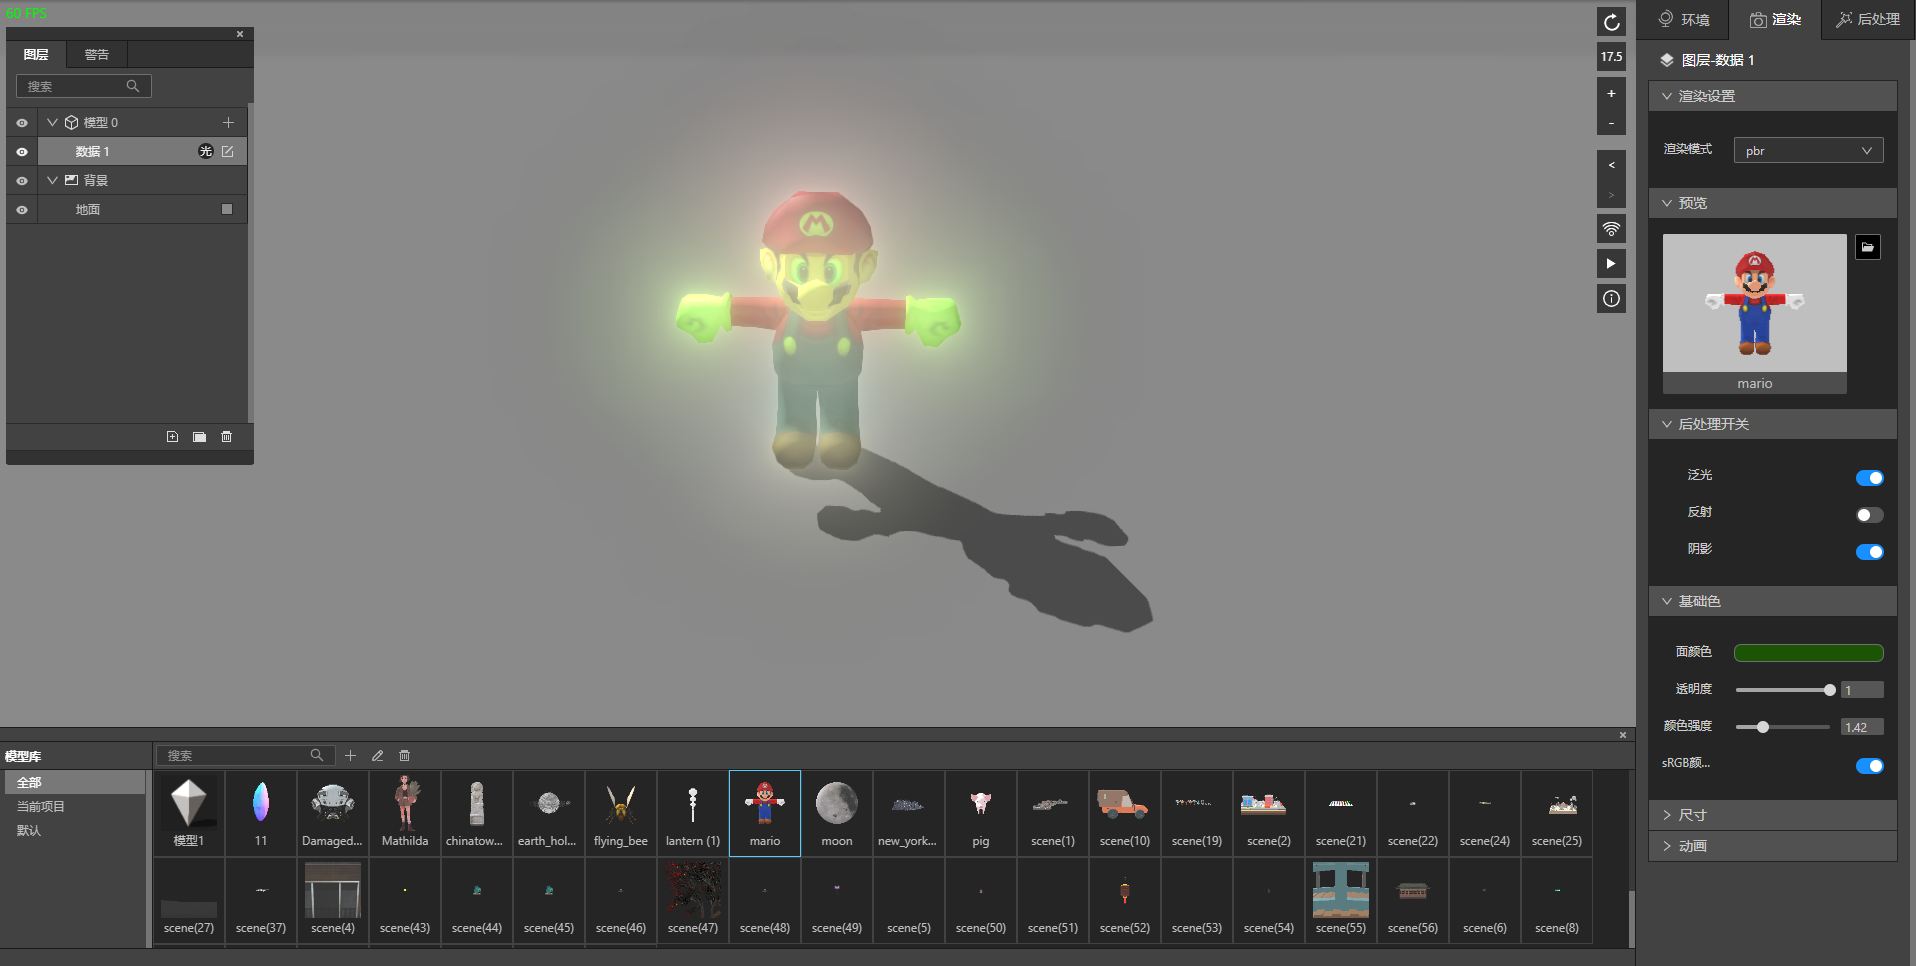 60 FPS
图层
警告
搜索
模型 0
数据 1
光
背景
地面
17.5
+
-
<
>
M
环境
渲染
后处理
图层-数据 1
渲染设置
渲染模式
pbr
预览
mario
后处理开关
泛光
反射
阴影
基础色
面颜色
透明度
1
颜色强度
1.42
sRGB颜...
尺寸
动画
模型库
搜索
全部
当前项目
默认
模型1
11
Damaged...
Mathilda
chinatow...
earth_hol...
flying_bee
lantern (1)
mario
moon
new_york...
pig
scene(1)
scene(10)
scene(19)
scene(2)
scene(21)
scene(22)
scene(24)
scene(25)
scene(27)
scene(37)
scene(4)
scene(43)
scene(44)
scene(45)
scene(46)
scene(47)
scene(48)
scene(49)
scene(5)
scene(50)
scene(51)
scene(52)
scene(53)
scene(54)
scene(55)
scene(56)
scene(6)
scene(8)